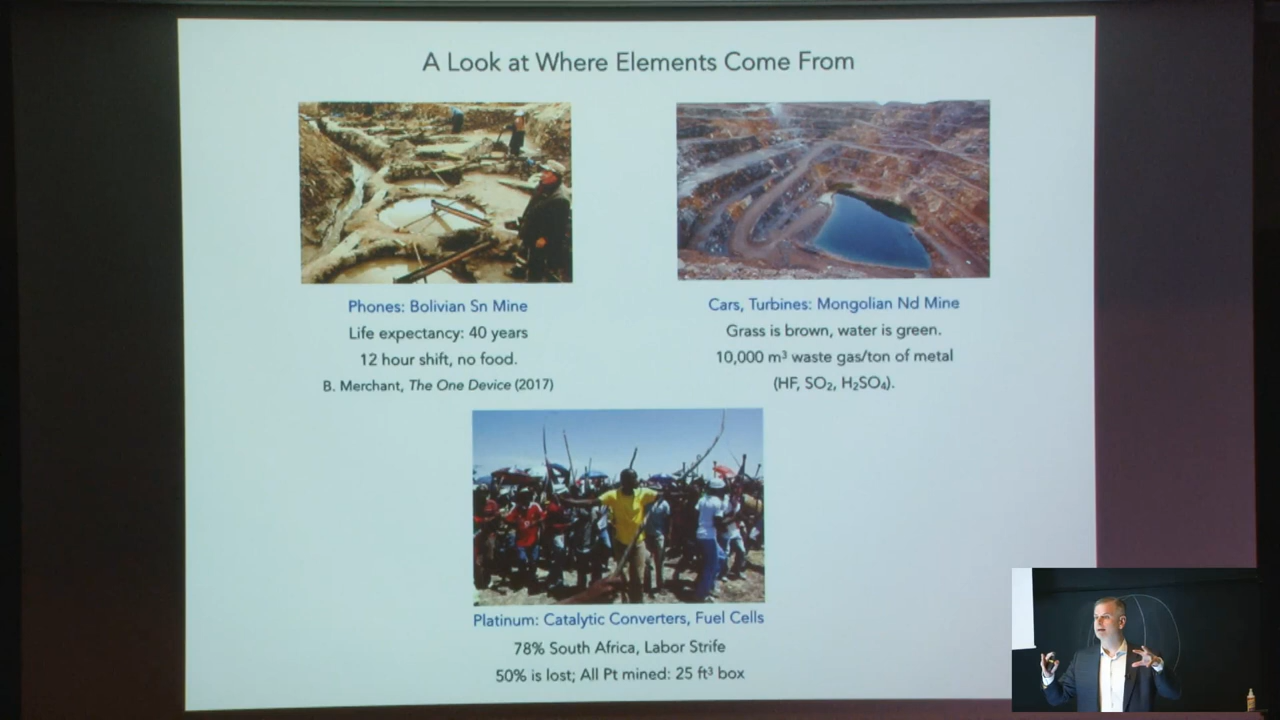 A Look at Where Elements Come From
Phones: Bolivian Sn Mine
Life expectancy: 40 years
12 hour shift, no food.
B. Merchant, The One Device (2017)
Cars, Turbines: Mongolian Nd Mine
Grass is brown, water is green.
10,000 m³ waste gas/ton of metal
(HF, SO₂, H₂SO₄).
Platinum: Catalytic Converters, Fuel Cells
78% South Africa, Labor Strife
50% is lost; All Pt mined: 25 ft³ box